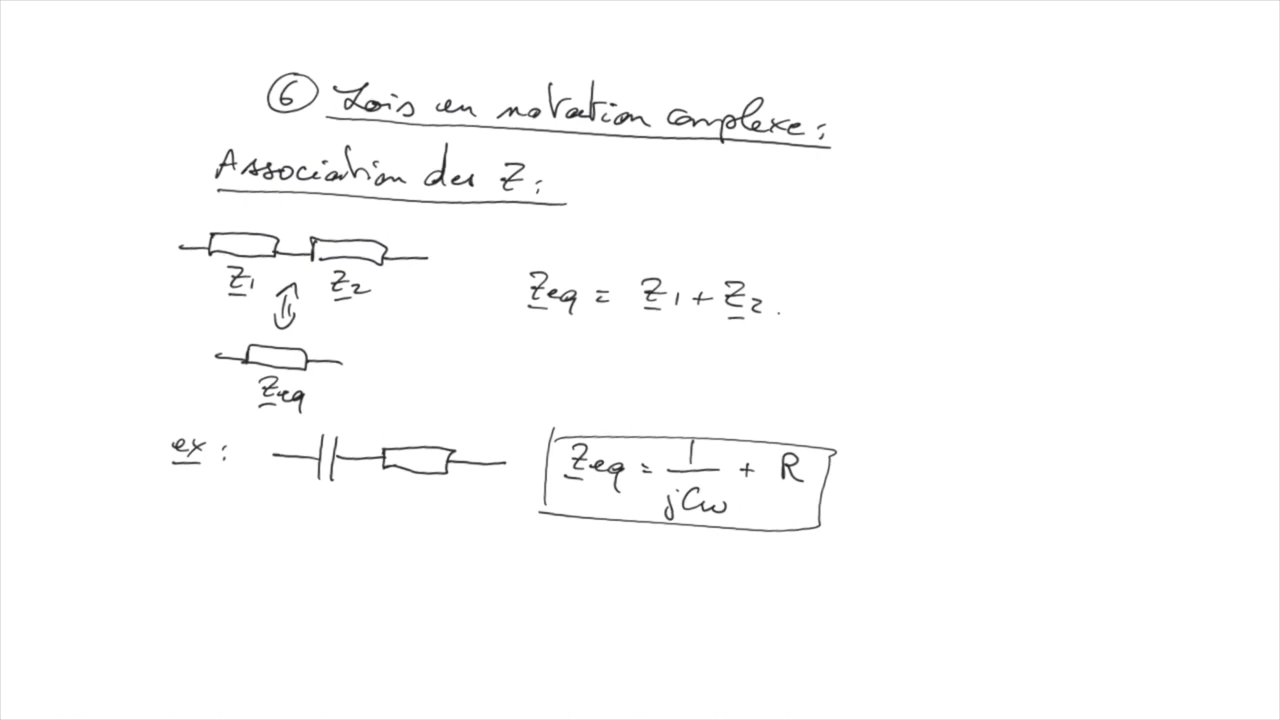 ⑥ Lois en notation complexe :
Association des Z :
Z1 Z2
Zeq = Z1 + Z2.
Zeq
ex :
Zeq = 1/jCω + R